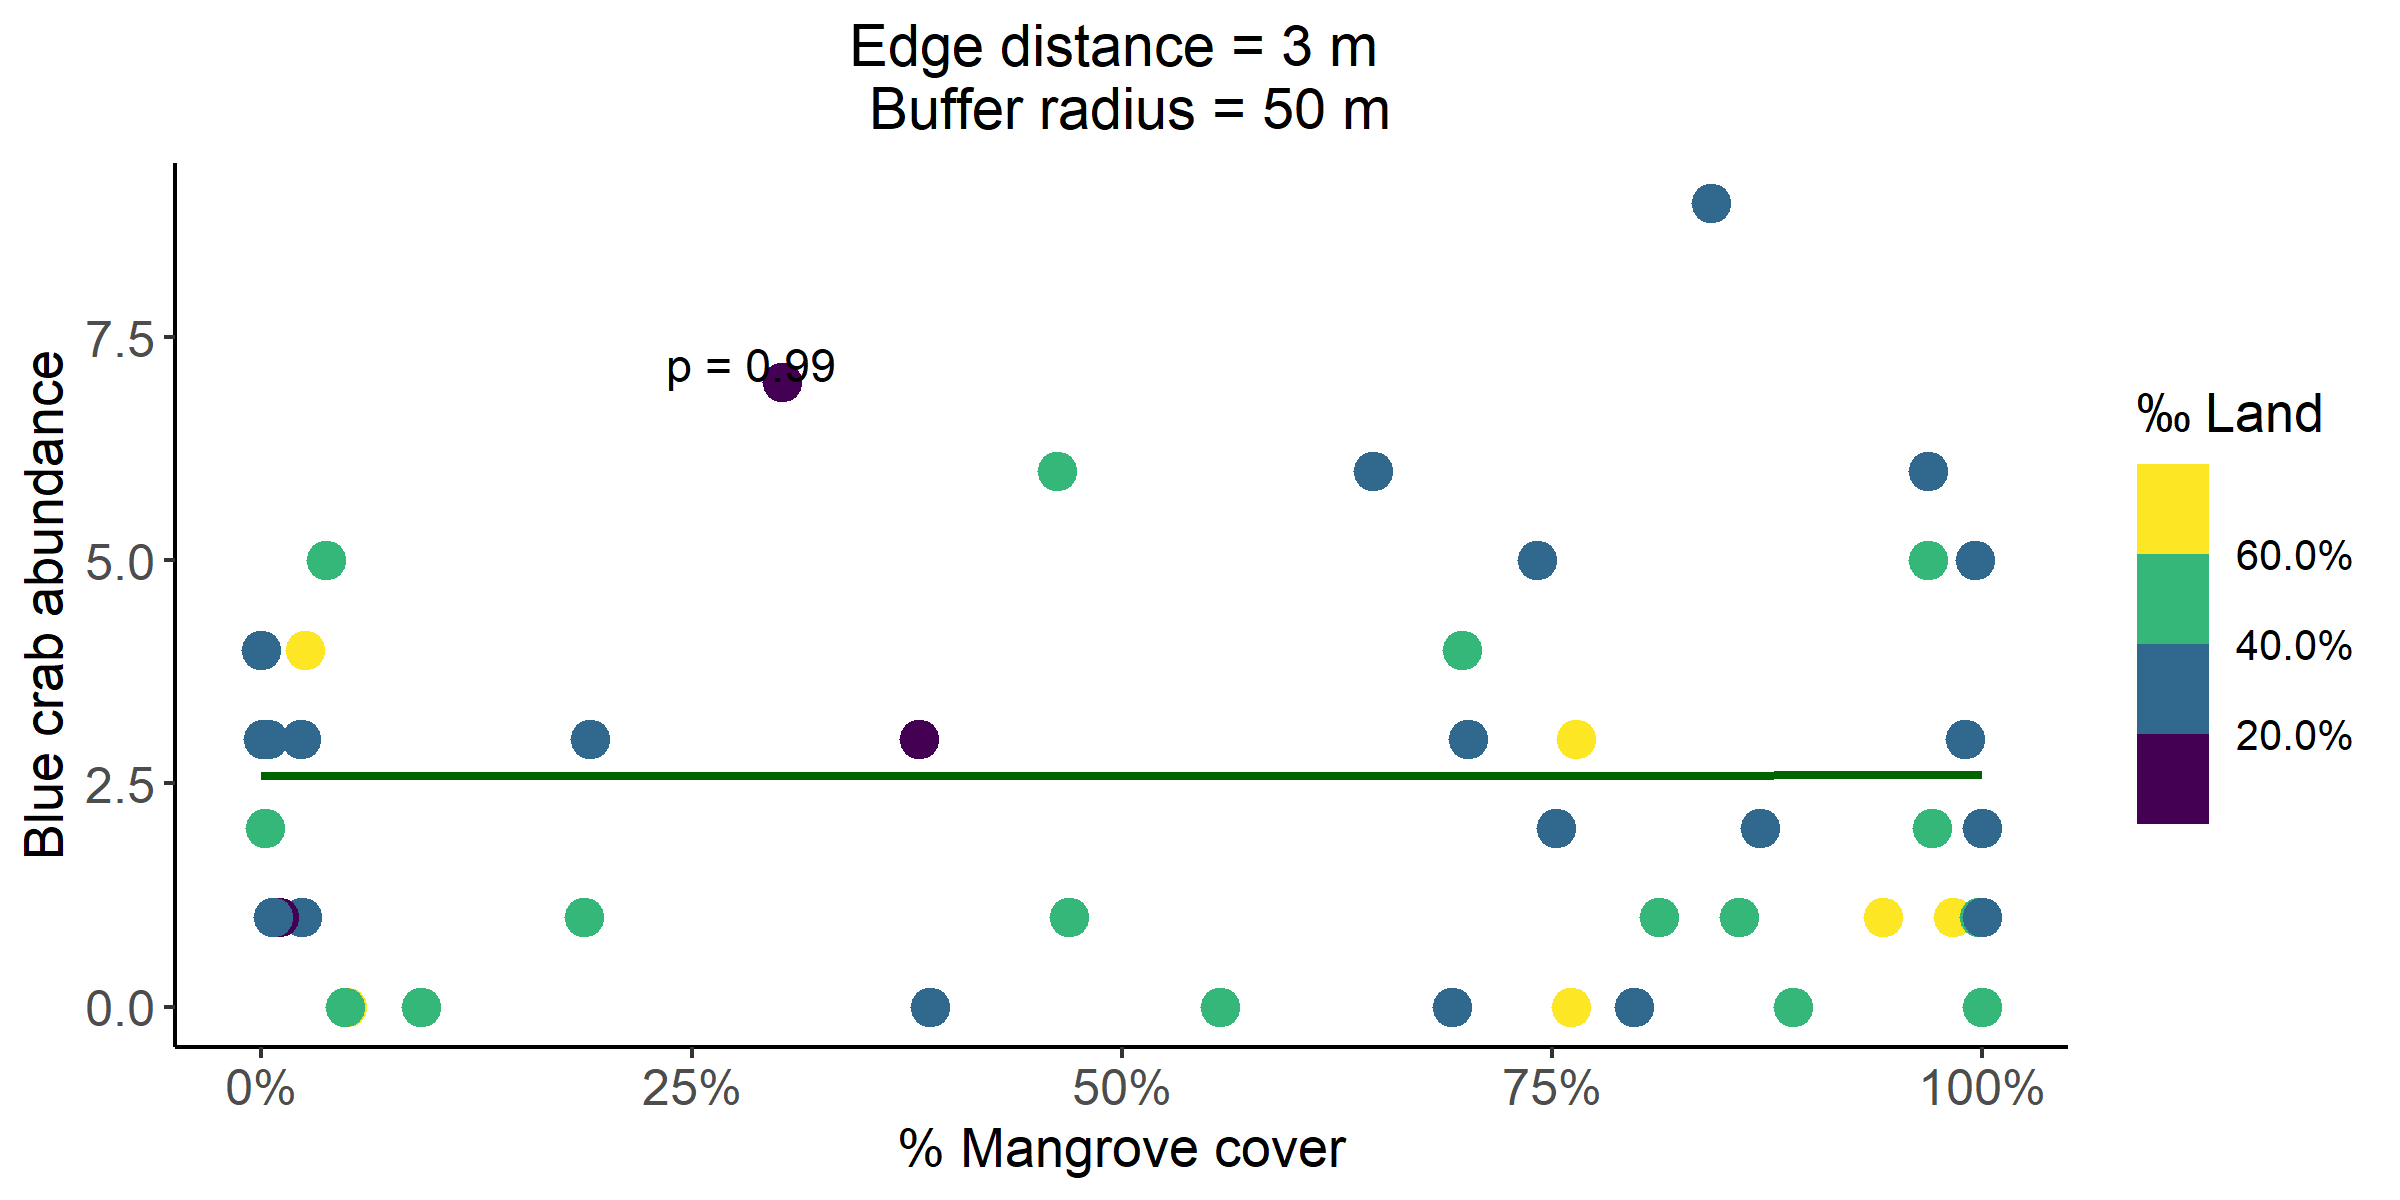 Edge distance = 3 m
Buffer radius = 50 m
Blue crab abundance
7.5
5.0
2.5
0.0
p = 0.99
0%
25%
50%
75%
100%
% Mangrove cover
‰ Land
60.0%
40.0%
20.0%